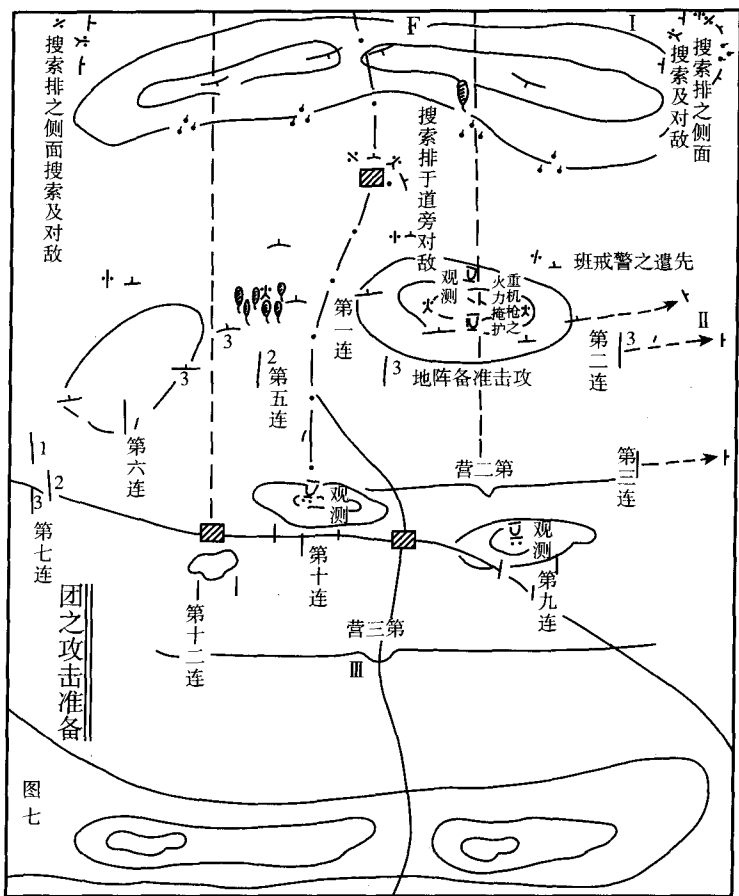 搜索排之侧面搜索及对敌
F
I
搜索排之侧面
搜索及对敌
搜索排于道旁对敌
班戒警之遣先
观测
重机枪之
火力掩护
第一连
3
地阵备准击攻
第二连
3
II
3
3
2
第五连
第六连
1
2
3
第七连
营二第
第三连
观测
观测
第十连
第九连
第十二连
营三第
III
团之攻击准备
图七